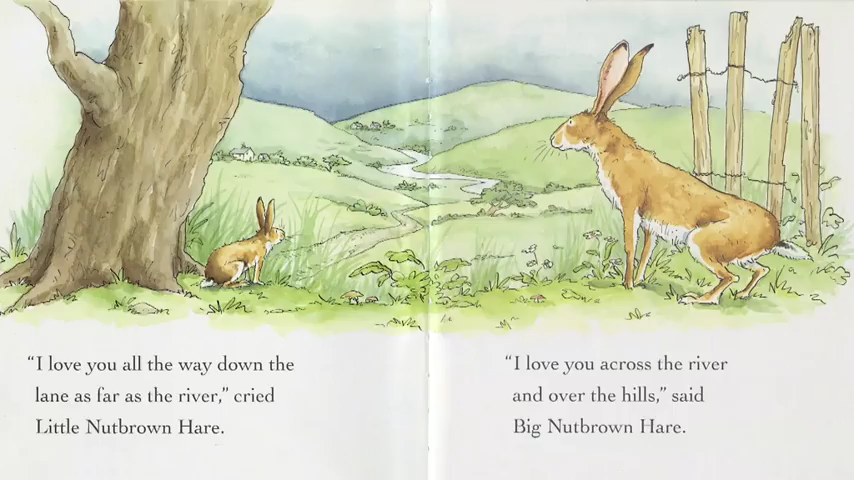 “I love you all the way down the
lane as far as the river,” cried
Little Nutbrown Hare.
“I love you across the river
and over the hills,” said
Big Nutbrown Hare.